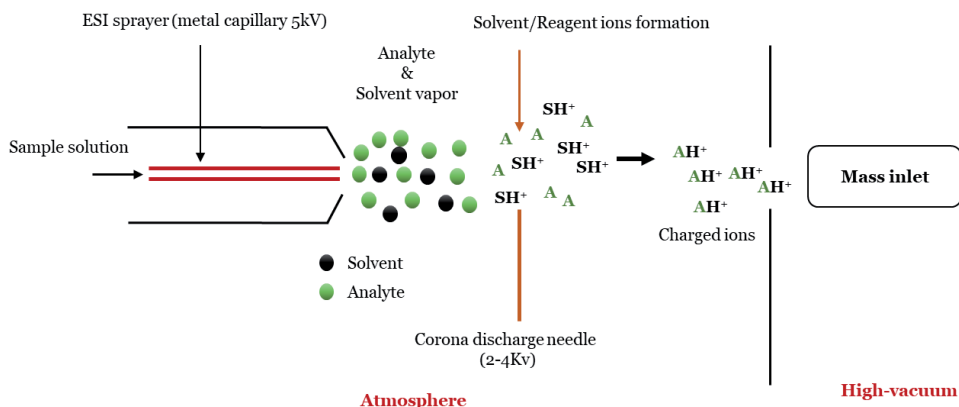 ESI sprayer (metal capillary 5kV)
Solvent/Reagent ions formation
Analyte
&
Solvent vapor
Sample solution
A
A
A
A
A
A
SH⁺
SH⁺
SH⁺
SH⁺
SH⁺
AH⁺
AH⁺
AH⁺
AH⁺
AH⁺
Mass inlet
Charged ions
Solvent
Analyte
Corona discharge needle
(2-4Kv)
Atmosphere
High-vacuum